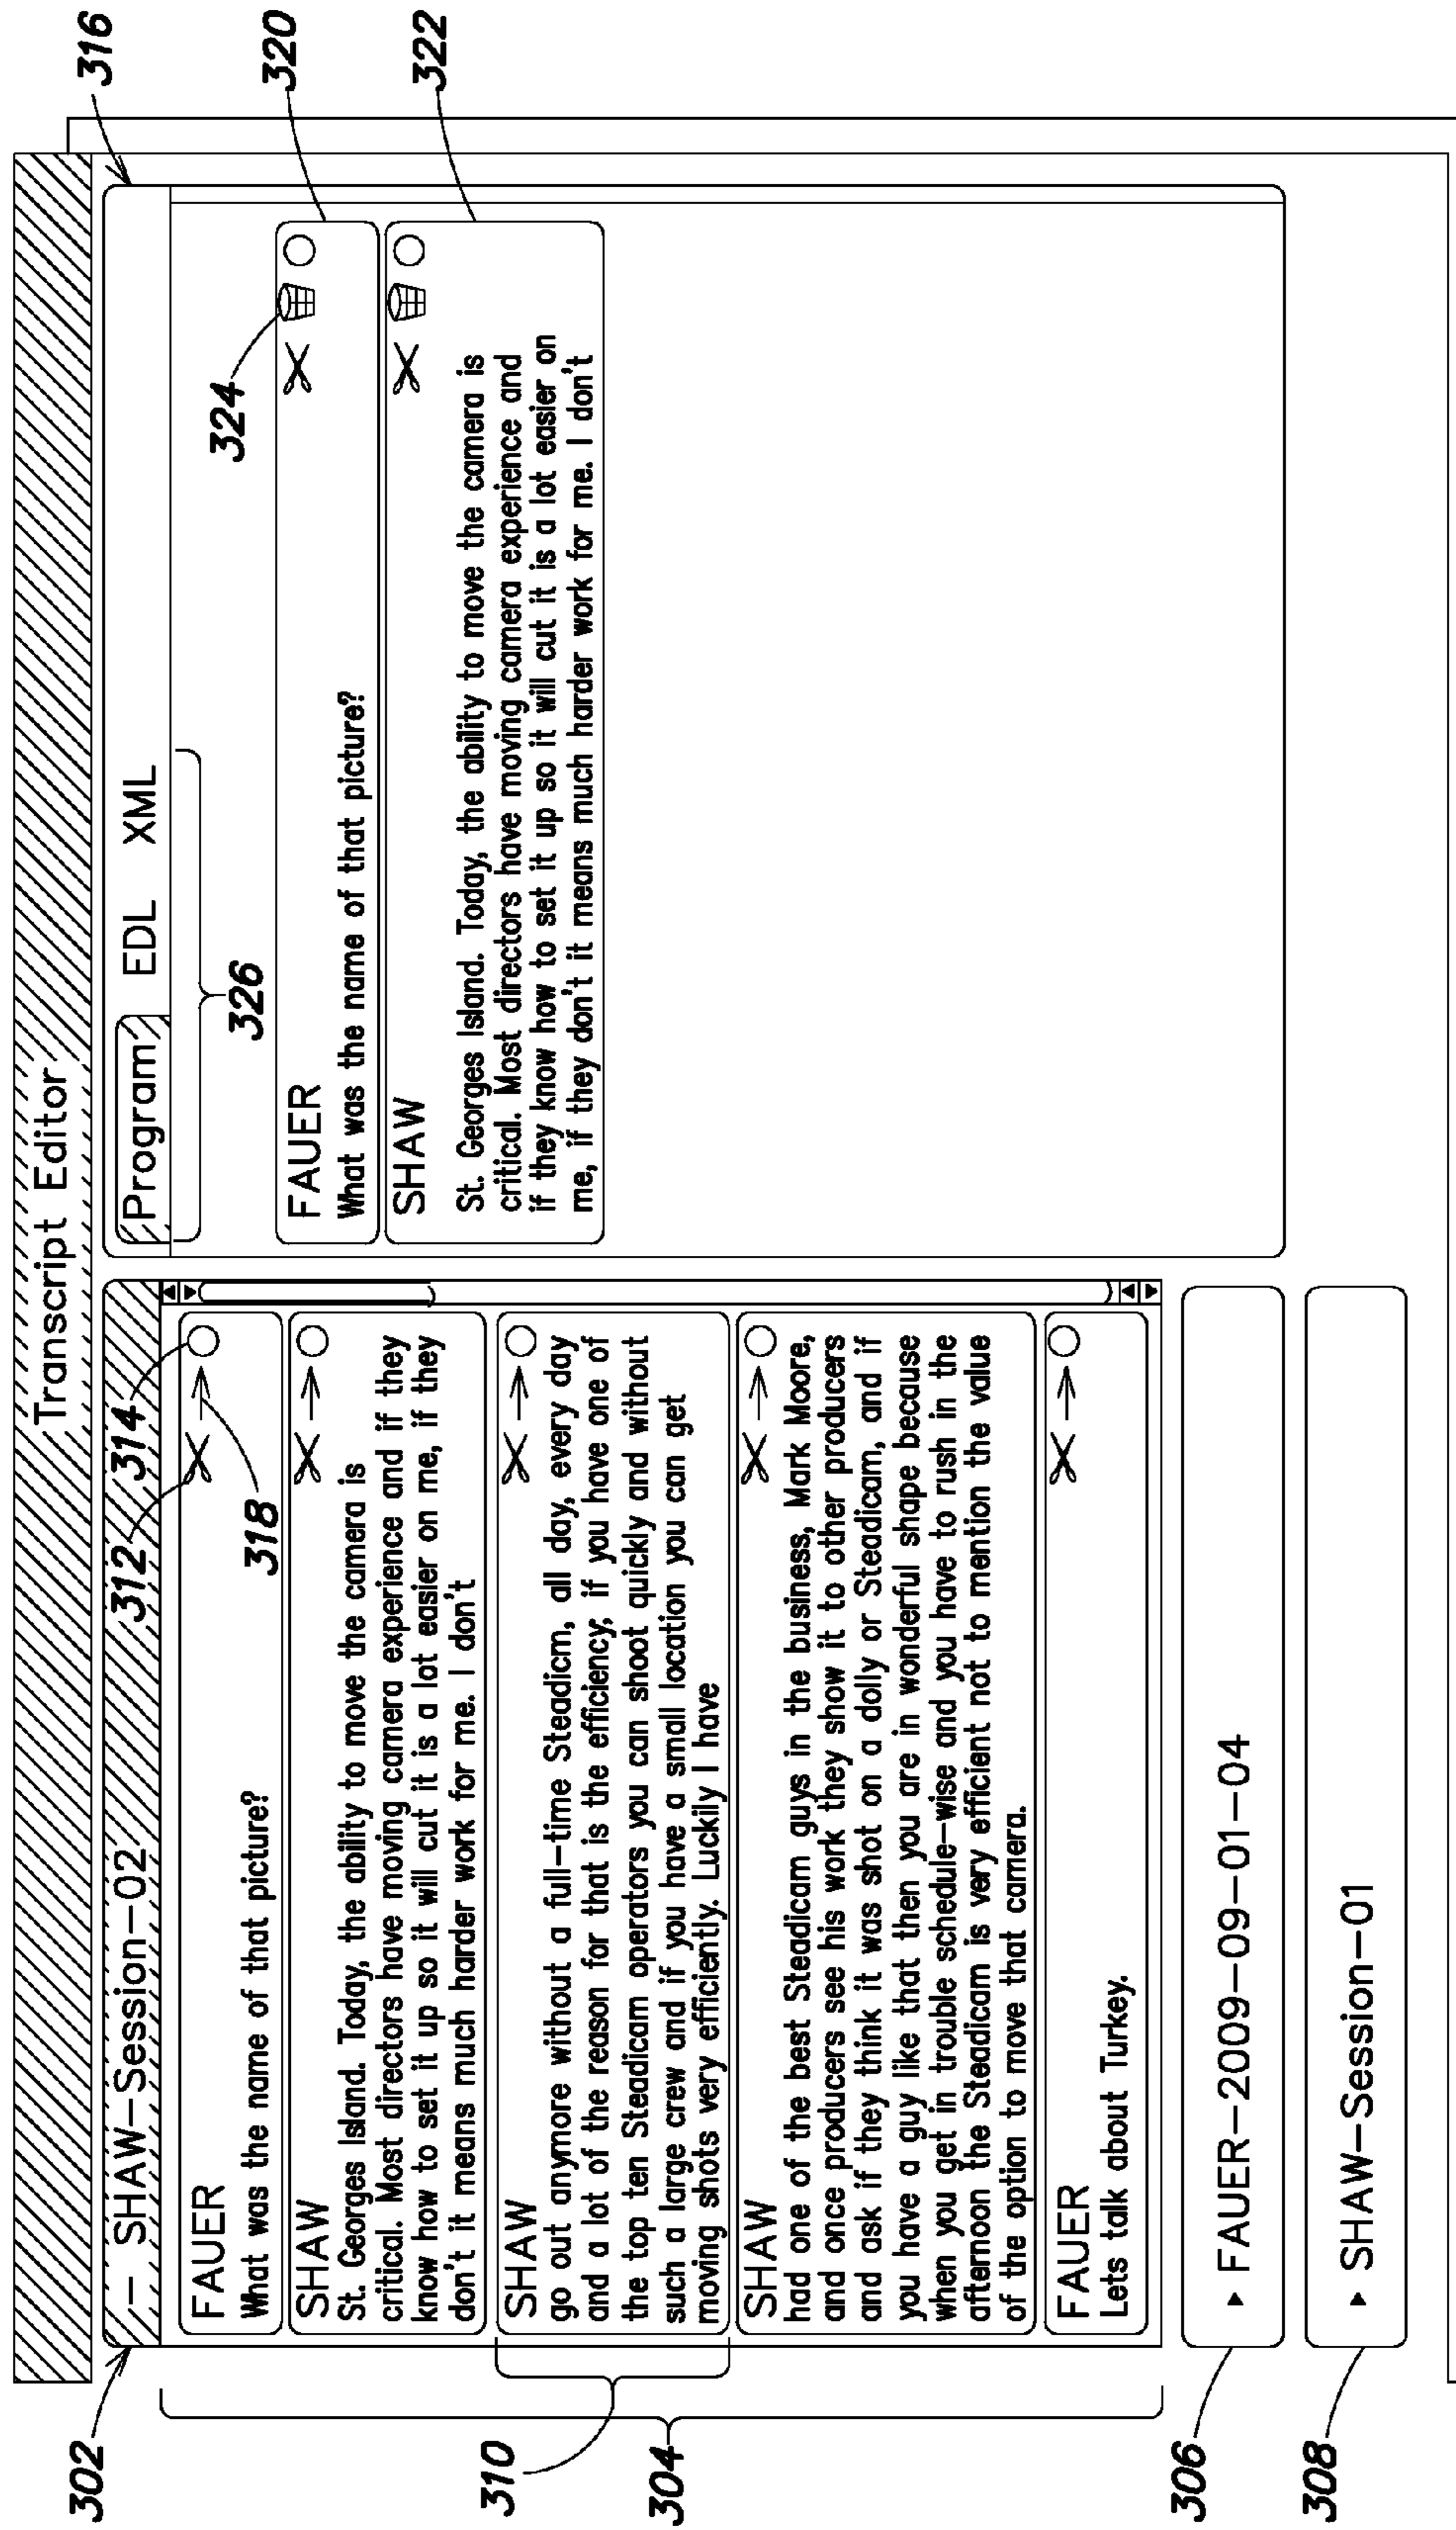 Transcript Editor
302
— SHAW-Session-02
312
314
318
FAUER
What was the name of that picture?
SHAW
St. Georges Island. Today, the ability to move the camera is
critical. Most directors have moving camera experience and if they
know how to set it up so it will cut it is a lot easier on me, if they
don't it means much harder work for me. I don't
310
SHAW
go out anymore without a full-time Steadicm, all day, every day
and a lot of the reason for that is the efficiency, if you have one of
the top ten Steadicam operators you can shoot quickly and without
such a large crew and if you have a small location you can get
moving shots very efficiently. Luckily I have
304
SHAW
had one of the best Steadicam guys in the business, Mark Moore,
and once producers see his work they show it to other producers
and ask if they think it was shot on a dolly or Steadicam, and if
you have a guy like that then you are in wonderful shape because
when you get in trouble schedule-wise and you have to rush in the
afternoon the Steadicam is very efficient not to mention the value
of the option to move that camera.
FAUER
Lets talk about Turkey.
306
FAUER-2009-09-01-04
308
SHAW-Session-01
316
Program EDL XML
326
324
320
FAUER
What was the name of that picture?
322
SHAW
St. Georges Island. Today, the ability to move the camera is
critical. Most directors have moving camera experience and
if they know how to set it up so it will cut it is a lot easier on
me, if they don't it means much harder work for me. I don't